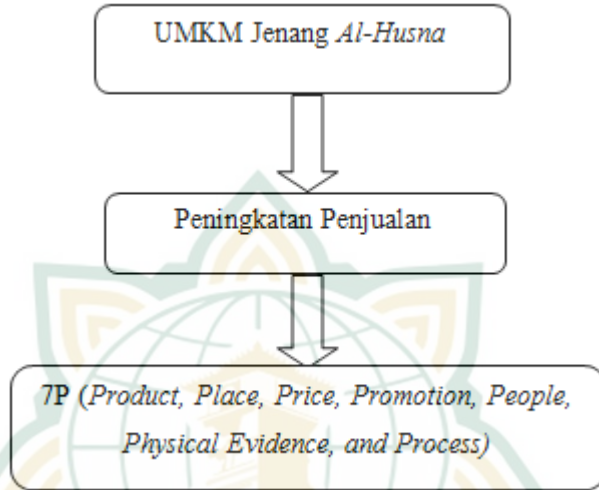 UMKM Jenang Al-Husna
Peningkatan Penjualan
7P (Product, Place, Price, Promotion, People,
Physical Evidence, and Process)